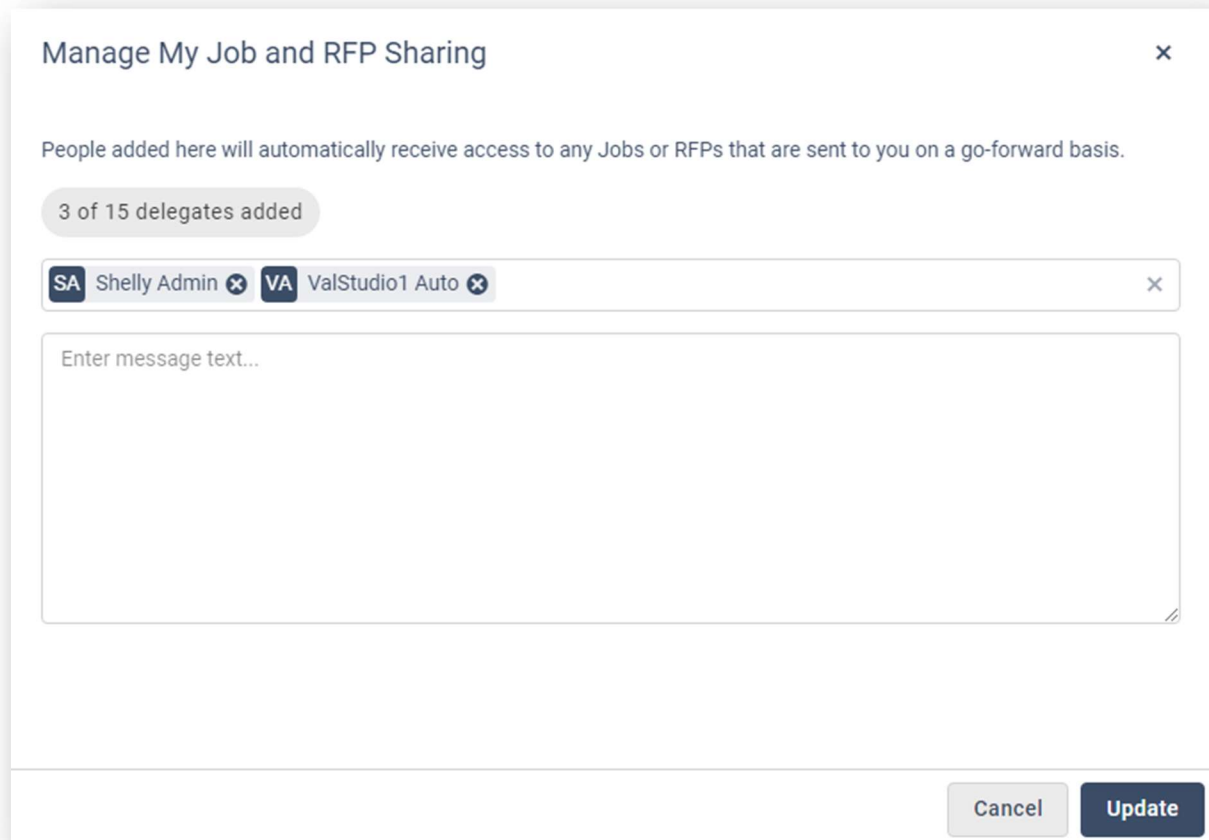 Manage My Job and RFP Sharing
People added here will automatically receive access to any Jobs or RFPs that are sent to you on a go-forward basis.
3 of 15 delegates added
SA Shelly Admin VA ValStudio1 Auto
Enter message text...
Cancel Update